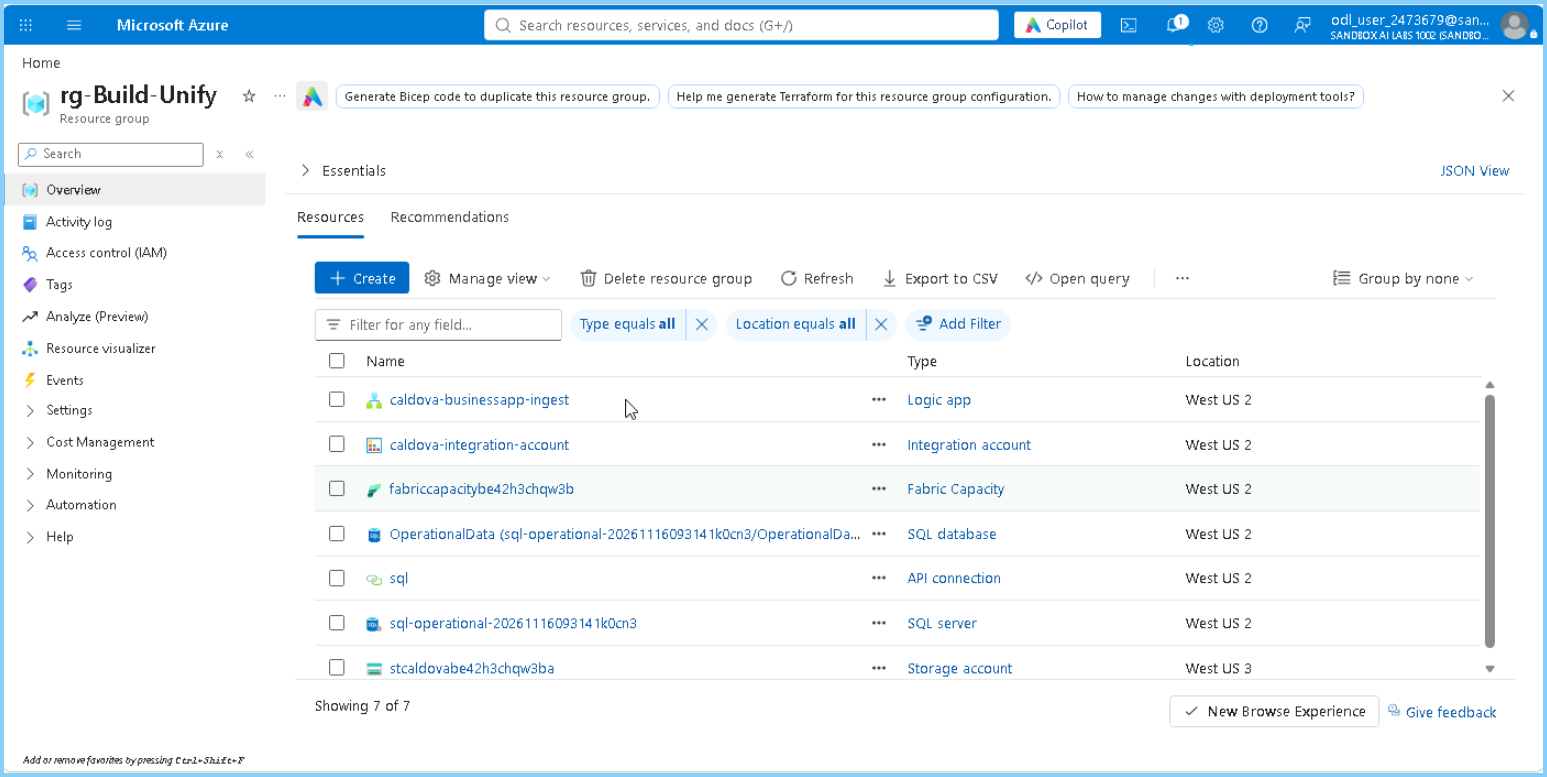 Microsoft Azure
Search resources, services, and docs (G+/)
Copilot
1
odl_user_2473679@san...
SANDBOX AI LABS 1002 (SANDBO...
Home
rg-Build-Unify
Resource group
Generate Bicep code to duplicate this resource group.
Help me generate Terraform for this resource group configuration.
How to manage changes with deployment tools?
Search
Overview
Activity log
Access control (IAM)
Tags
Analyze (Preview)
Resource visualizer
Events
Settings
Cost Management
Monitoring
Automation
Help
Add or remove favorites by pressing Ctrl+Shift+F
Essentials
JSON View
Resources Recommendations
Create Manage view Delete resource group Refresh Export to CSV Open query ... Group by none
Filter for any field... Type equals all Location equals all Add Filter
Name Type Location
caldova-businessapp-ingest ... Logic app West US 2
caldova-integration-account ... Integration account West US 2
fabriccapacitybe42h3chqw3b ... Fabric Capacity West US 2
OperationalData (sql-operational-20261116093141k0cn3/OperationalDa... ... SQL database West US 2
sql ... API connection West US 2
sql-operational-20261116093141k0cn3 ... SQL server West US 2
stcaldovabe42h3chqw3ba ... Storage account West US 3
Showing 7 of 7
New Browse Experience
Give feedback